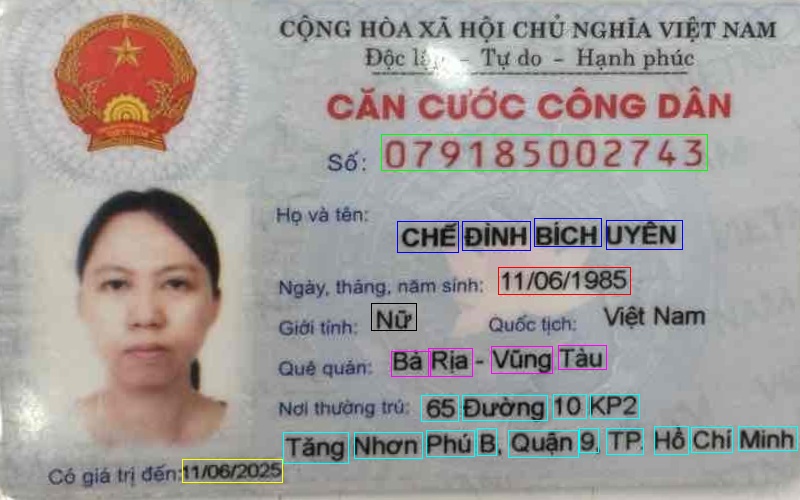 CỘNG HÒA XÃ HỘI CHỦ NGHĨA VIỆT NAM
Độc lập - Tự do - Hạnh phúc
CĂN CƯỚC CÔNG DÂN
Số: 079185002743
Họ và tên:
CHẾ ĐÌNH BÍCH UYÊN
Ngày, tháng, năm sinh: 11/06/1985
Giới tính: Nữ Quốc tịch: Việt Nam
Quê quán: Bà Rịa - Vũng Tàu
Nơi thường trú: 65 Đường 10 KP2
Tăng Nhơn Phú B, Quận 9, TP. Hồ Chí Minh
Có giá trị đến: 11/06/2025